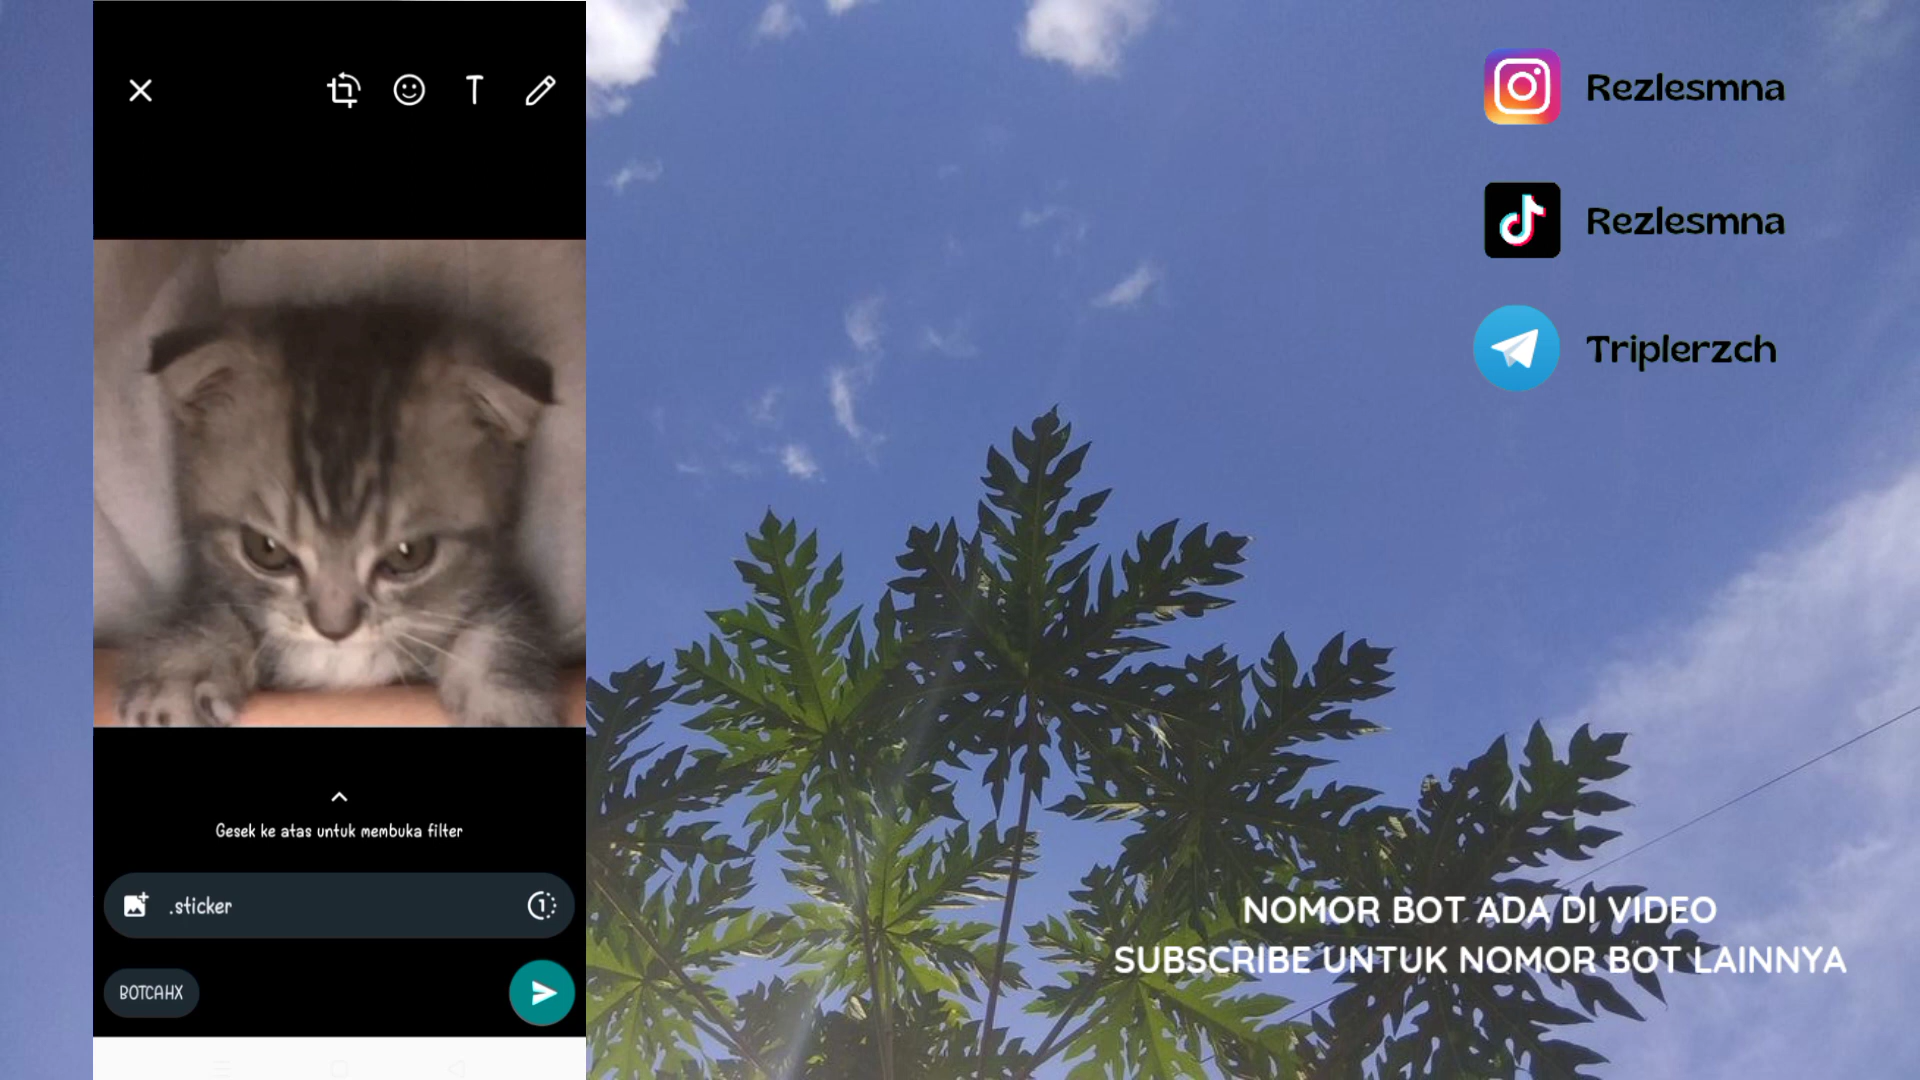 T
Gesek ke atas untuk membuka filter
.sticker
1
BOTCAHX
Rezlesmna
Rezlesmna
Triplerzch
NOMOR BOT ADA DI VIDEO
SUBSCRIBE UNTUK NOMOR BOT LAINNYA